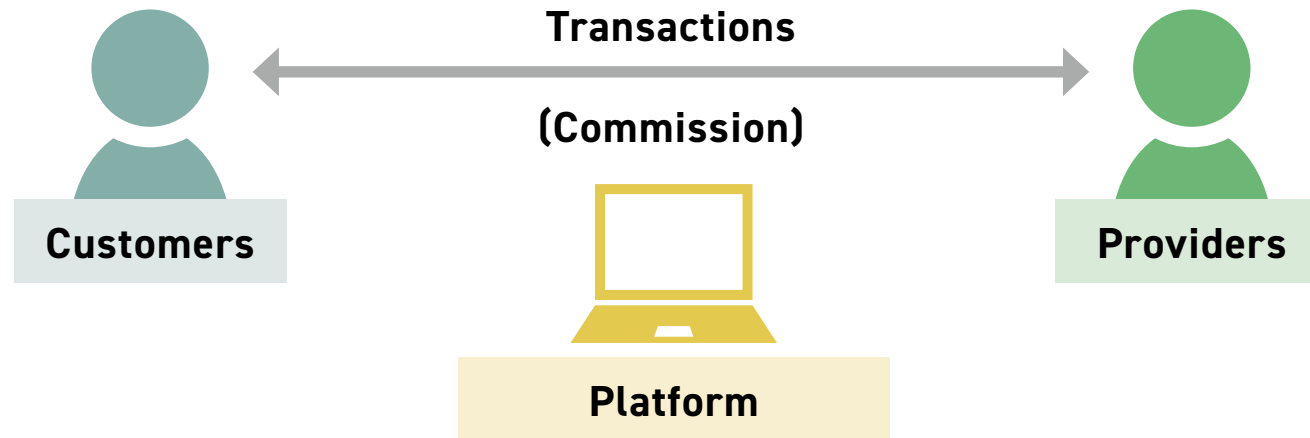 Transactions
(Commission)
Customers
Providers
Platform